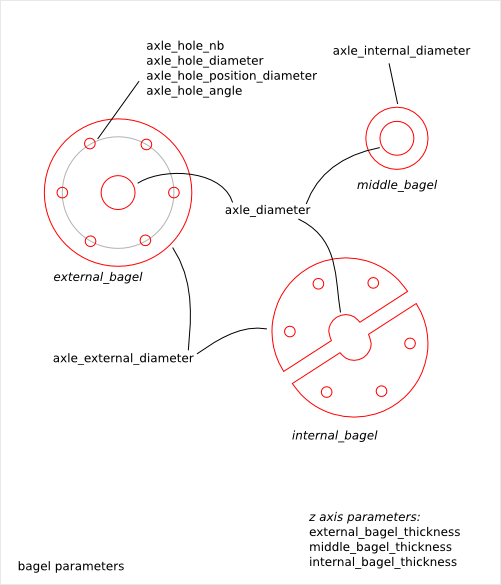 axle_hole_nb
axle_hole_diameter
axle_hole_position_diameter
axle_hole_angle
axle_internal_diameter
middle_bagel
axle_diameter
external_bagel
axle_external_diameter
internal_bagel
z axis parameters:
external_bagel_thickness
middle_bagel_thickness
internal_bagel_thickness
bagel parameters